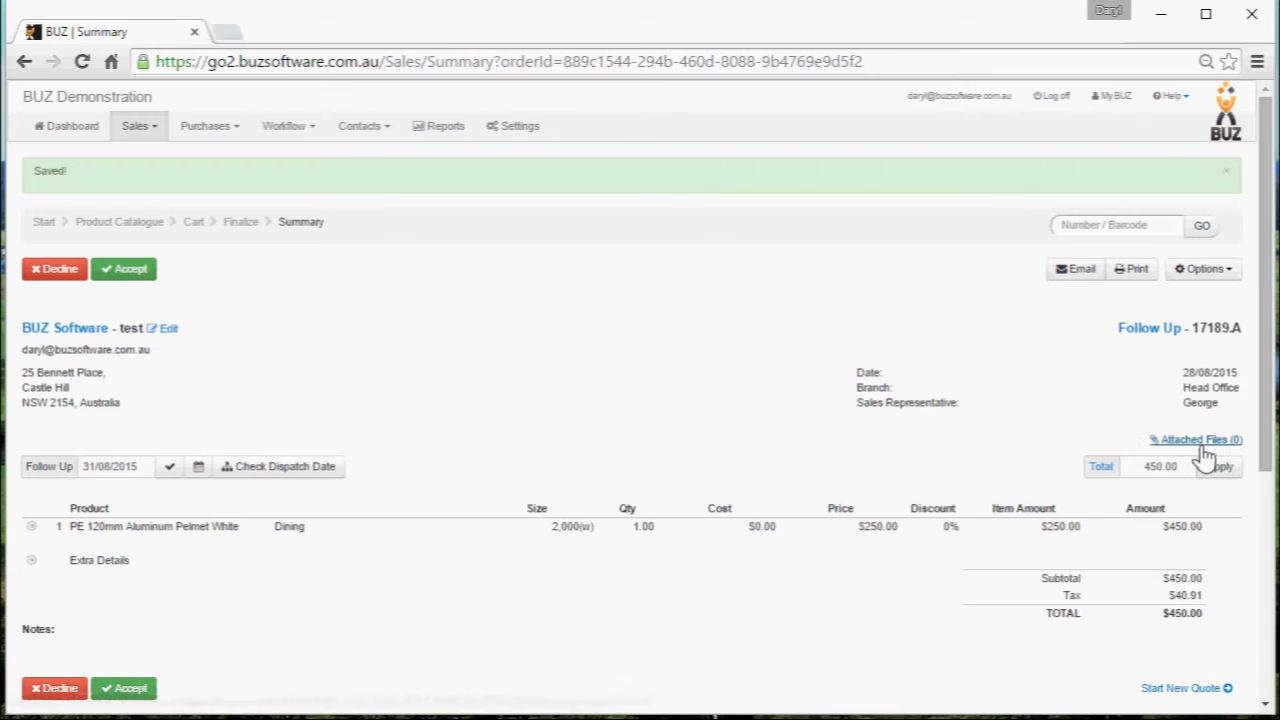 Daryl
BUZ | Summary
https://go2.buzsoftware.com.au/Sales/Summary?orderId=889c1544-294b-460d-8088-9b4769e9d5f2
BUZ Demonstration
daryl@buzsoftware.com.au Log off My BUZ Help
BUZ
Dashboard Sales Purchases Workflow Contacts Reports Settings
Saved!
Start Product Catalogue Cart Finalize Summary
Number / Barcode GO
Decline Accept
Email Print Options
BUZ Software - test Edit
Follow Up - 17189.A
daryl@buzsoftware.com.au
25 Bennett Place,
Castle Hill
NSW 2154, Australia
Date: 28/08/2015
Branch: Head Office
Sales Representative: George
Attached Files (0)
Follow Up 31/08/2015 Check Dispatch Date
Total: 450.00
Product Size Qty Cost Price Discount Item Amount Amount
1 PE 120mm Aluminum Pelmet White Dining 2,000(w) 1.00 $0.00 $250.00 0% $250.00 $450.00
Extra Details
Subtotal $450.00
Tax $40.91
TOTAL $450.00
Notes:
Decline Accept
Start New Quote